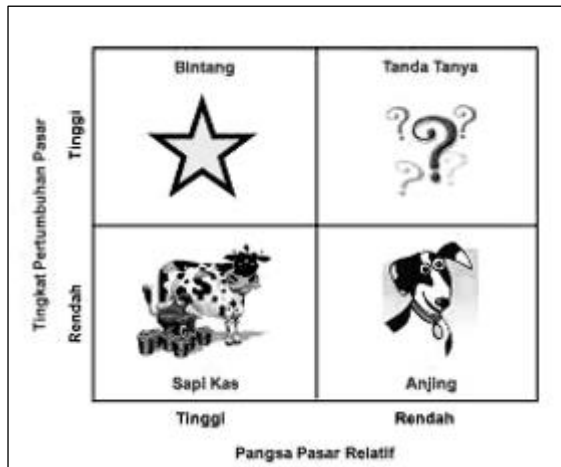 Bintang
Tanda Tanya
Tingkat Pertumbuhan Pasar
Tinggi
Rendah
Sapi Kas
Anjing
Tinggi
Rendah
Pangsa Pasar Relatif